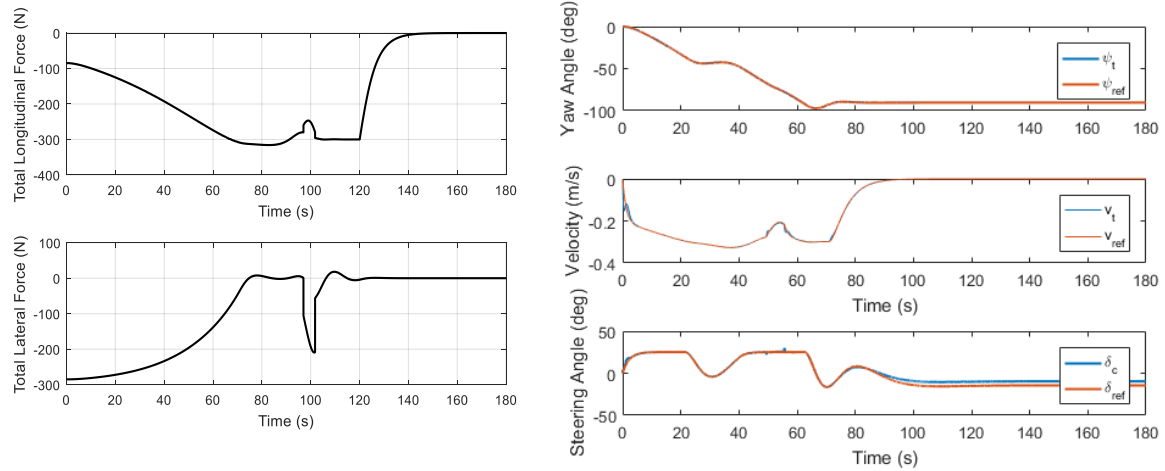 Total Longitudinal Force (N)
0
-100
-200
-300
-400
0 20 40 60 80 100 120 140 160 180
Time (s)
Total Lateral Force (N)
100
0
-100
-200
-300
0 20 40 60 80 100 120 140 160 180
Time (s)
Yaw Angle (deg)
0
-50
-100
0 20 40 60 80 100 120 140 160 180
ψt
ψref
Velocity (m/s)
0
-0.2
-0.4
0 20 40 60 80 100 120 140 160 180
Time (s)
vt
vref
Steering Angle (deg)
50
0
-50
0 20 40 60 80 100 120 140 160 180
Time (s)
δc
δref